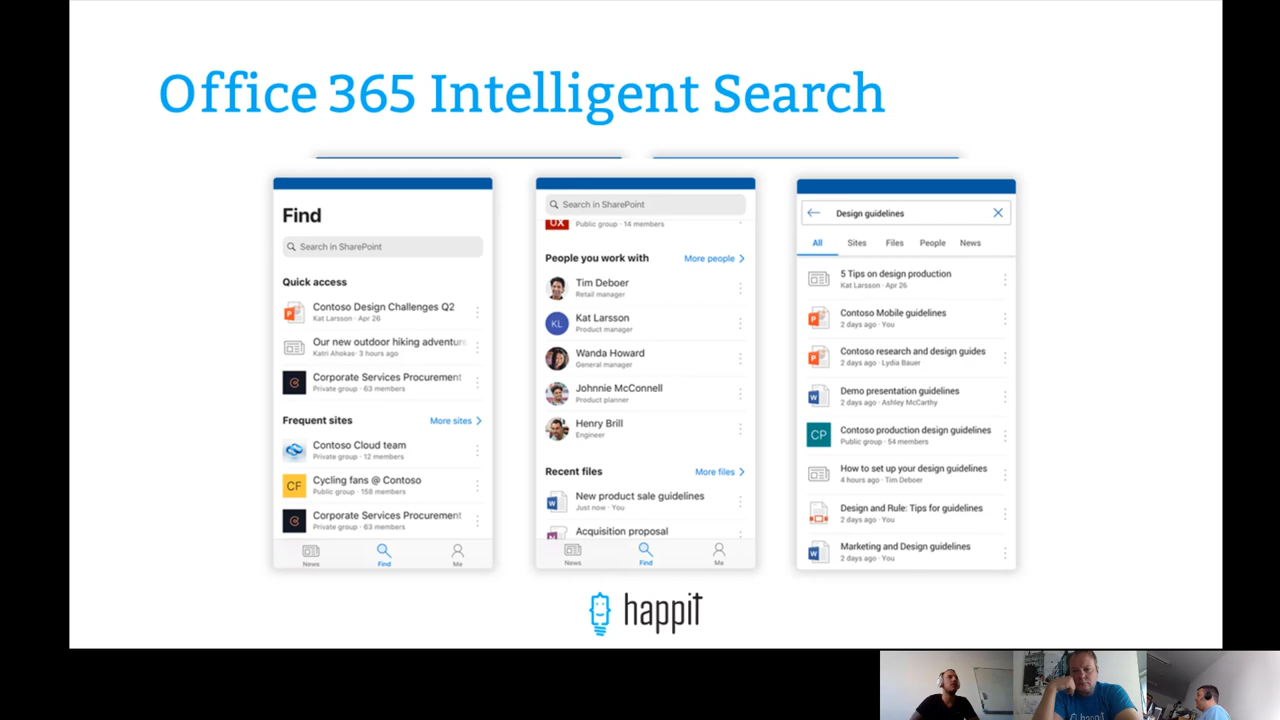 Office 365 Intelligent Search
Find
Search in SharePoint
Quick access
Contoso Design Challenges Q2
Kat Larsson · Apr 26
Our new outdoor hiking adventure
Katri Ahokas · 3 hours ago
Corporate Services Procurement
Private group · 63 members
Frequent sites
More sites
Contoso Cloud team
Private group · 12 members
CF
Cycling fans @ Contoso
Public group · 158 members
Corporate Services Procurement
Private group · 63 members
News
Find
Me
Search in SharePoint
UX
Public group · 14 members
People you work with
More people
Tim Deboer
Retail manager
KL
Kat Larsson
Product manager
Wanda Howard
General manager
Johnnie McConnell
Product planner
Henry Brill
Engineer
Recent files
More files
New product sale guidelines
Just now · You
Acquisition proposal
News
Find
Me
Design guidelines
All Sites Files People News
5 Tips on design production
Kat Larsson · Apr 26
Contoso Mobile guidelines
2 days ago · You
Contoso research and design guides
2 days ago · Lydia Bauer
Demo presentation guidelines
2 days ago · Ashley McCarthy
CP
Contoso production design guidelines
Public group · 54 members
How to set up your design guidelines
4 hours ago · Tim Deboer
Design and Rule: Tips for guidelines
2 days ago · You
Marketing and Design guidelines
2 days ago · You
happit
happit